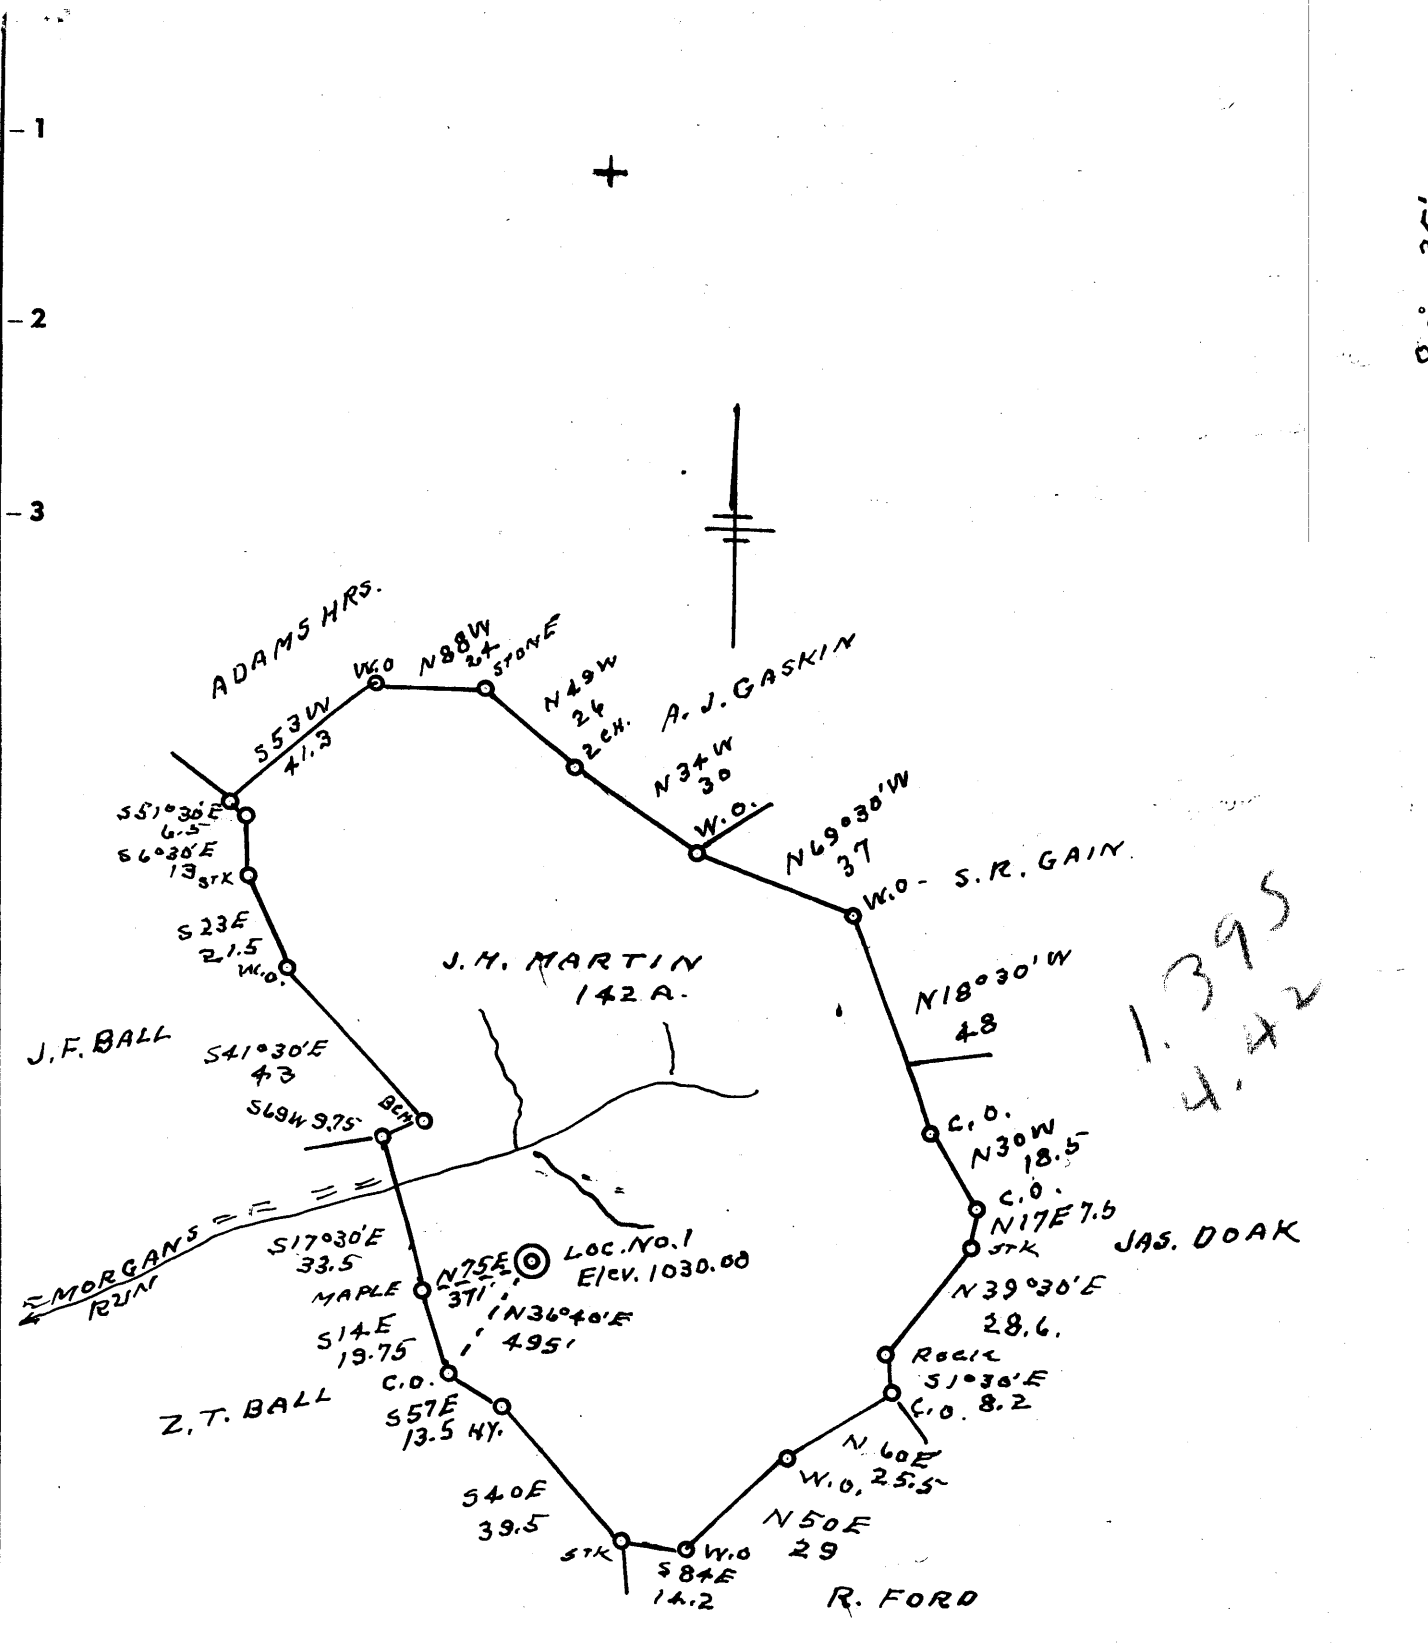 -1
-2
-3
ADAMS HRS.
W.O
N88W
24
STONE
N49W
26
2 CH.
A. J. GASKIN
N34W
30
W.O.
N69°30'W
37
W.O - S.R. GAIN
S53W
41.3
S51°30'E
6.5
S6°30'E
13
STK
S23E
21.5
W.O.
J.H. MARTIN
142 A.
N18°30'W
48
1.395
4.42
J.F. BALL
S41°30'E
43
S69W 9.75
BCH
C.O.
N30W
18.5
C.O.
N17E 7.5
STK
JAS. DOAK
MORGANS
RUN
S17°30'E
33.5
MAPLE
N75E
371'
LOC. NO. 1
Elev. 1030.00
N36°40'E
495'
N39°30'E
28.6.
S14E
19.75
C.O.
ROCK
S1°30'E
8.2
C.O.
Z.T. BALL
S57E
13.5
HY.
N 60E
25.5
W.O.
S40E
39.5
N50E
29
STK
W.O
S84E
14.2
R. FORD